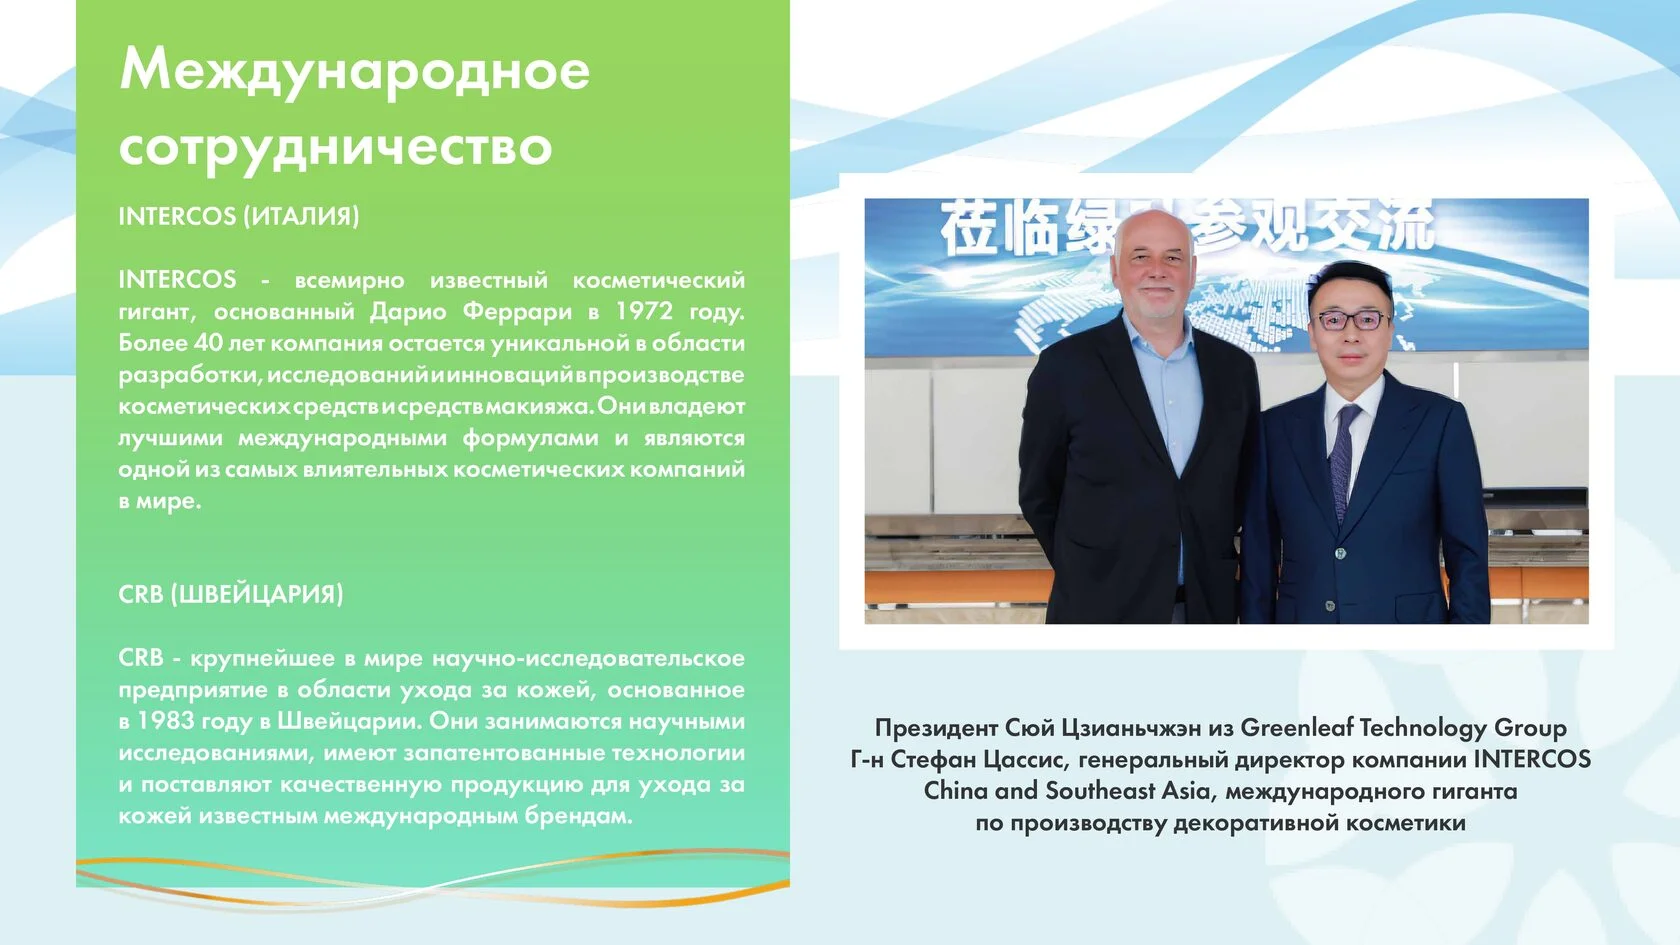 Международное
сотрудничество
INTERCOS (ИТАЛИЯ)
INTERCOS - всемирно известный косметический
гигант, основанный Дарио Феррари в 1972 году.
Более 40 лет компания остается уникальной в области
разработки, исследований и инноваций в производстве
косметических средств и средств макияжа. Они владеют
лучшими международными формулами и являются
одной из самых влиятельных косметических компаний
в мире.
CRB (ШВЕЙЦАРИЯ)
CRB - крупнейшее в мире научно-исследовательское
предприятие в области ухода за кожей, основанное
в 1983 году в Швейцарии. Они занимаются научными
исследованиями, имеют запатентованные технологии
и поставляют качественную продукцию для ухода за
кожей известным международным брендам.
莅临绿 参观交流
Президент Сюй Цзианьчжэн из Greenleaf Technology Group
Г-н Стефан Цассис, генеральный директор компании INTERCOS
China and Southeast Asia, международного гиганта
по производству декоративной косметики